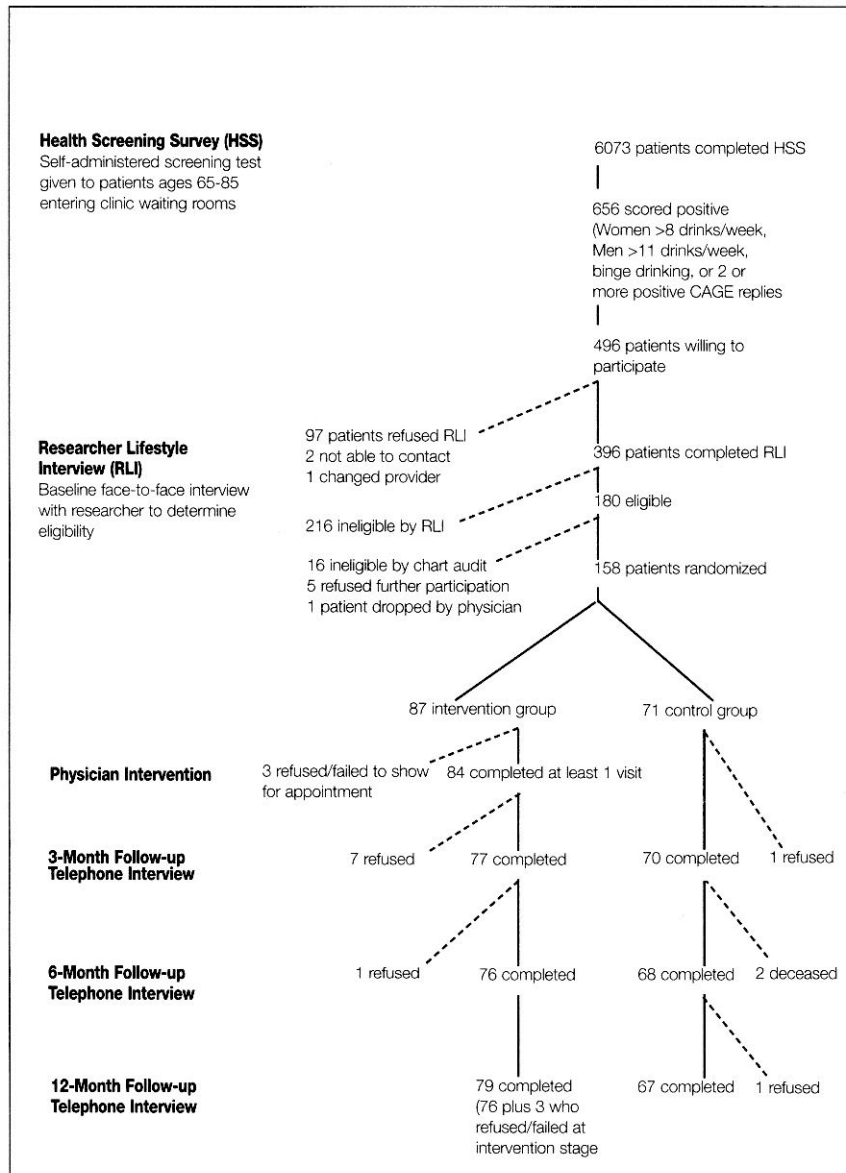 Health Screening Survey (HSS)
Self-administered screening test
given to patients ages 65-85
entering clinic waiting rooms
6073 patients completed HSS
656 scored positive
(Women >8 drinks/week,
Men >11 drinks/week,
binge drinking, or 2 or
more positive CAGE replies
496 patients willing to
participate
97 patients refused RLI
2 not able to contact
1 changed provider
Researcher Lifestyle
Interview (RLI)
Baseline face-to-face interview
with researcher to determine
eligibility
396 patients completed RLI
180 eligible
216 ineligible by RLI
16 ineligible by chart audit
5 refused further participation
1 patient dropped by physician
158 patients randomized
87 intervention group
71 control group
Physician Intervention
3 refused/failed to show
for appointment
84 completed at least 1 visit
3-Month Follow-up
Telephone Interview
7 refused
77 completed
70 completed
1 refused
6-Month Follow-up
Telephone Interview
1 refused
76 completed
68 completed
2 deceased
12-Month Follow-up
Telephone Interview
79 completed
(76 plus 3 who
refused/failed at
intervention stage
67 completed
1 refused